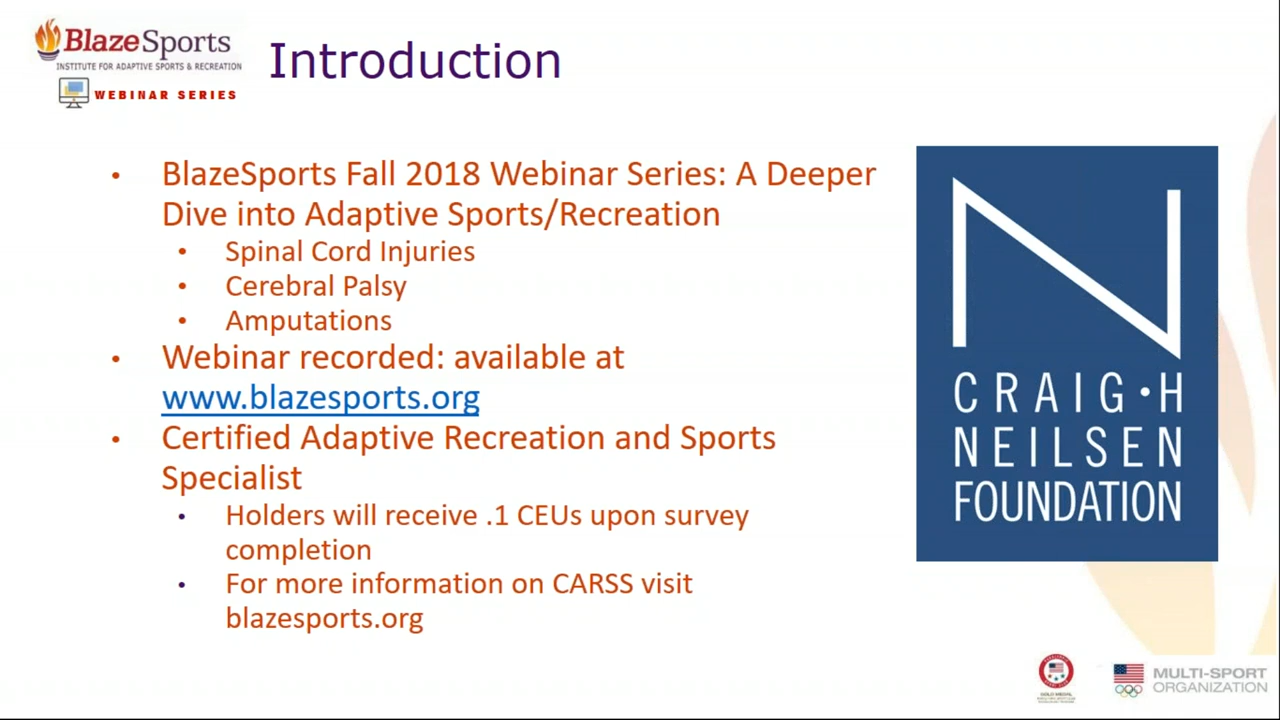 BlazeSports
INSTITUTE FOR ADAPTIVE SPORTS & RECREATION
WEBINAR SERIES
Introduction
• BlazeSports Fall 2018 Webinar Series: A Deeper
Dive into Adaptive Sports/Recreation
• Spinal Cord Injuries
• Cerebral Palsy
• Amputations
• Webinar recorded: available at
www.blazesports.org
• Certified Adaptive Recreation and Sports
Specialist
• Holders will receive .1 CEUs upon survey
completion
• For more information on CARSS visit
blazesports.org
N
CRAIG·H
NEILSEN
FOUNDATION
GOLD MEDAL
MULTI-SPORT
ORGANIZATION